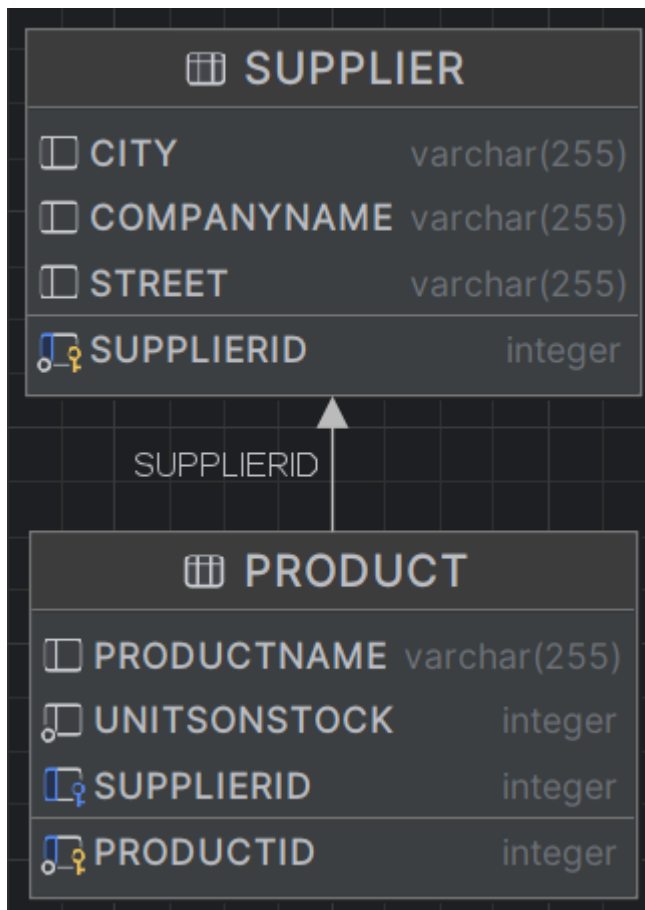 SUPPLIER
CITY varchar(255)
COMPANYNAME varchar(255)
STREET varchar(255)
SUPPLIERID integer
SUPPLIERID
PRODUCT
PRODUCTNAME varchar(255)
UNITSONSTOCK integer
SUPPLIERID integer
PRODUCTID integer